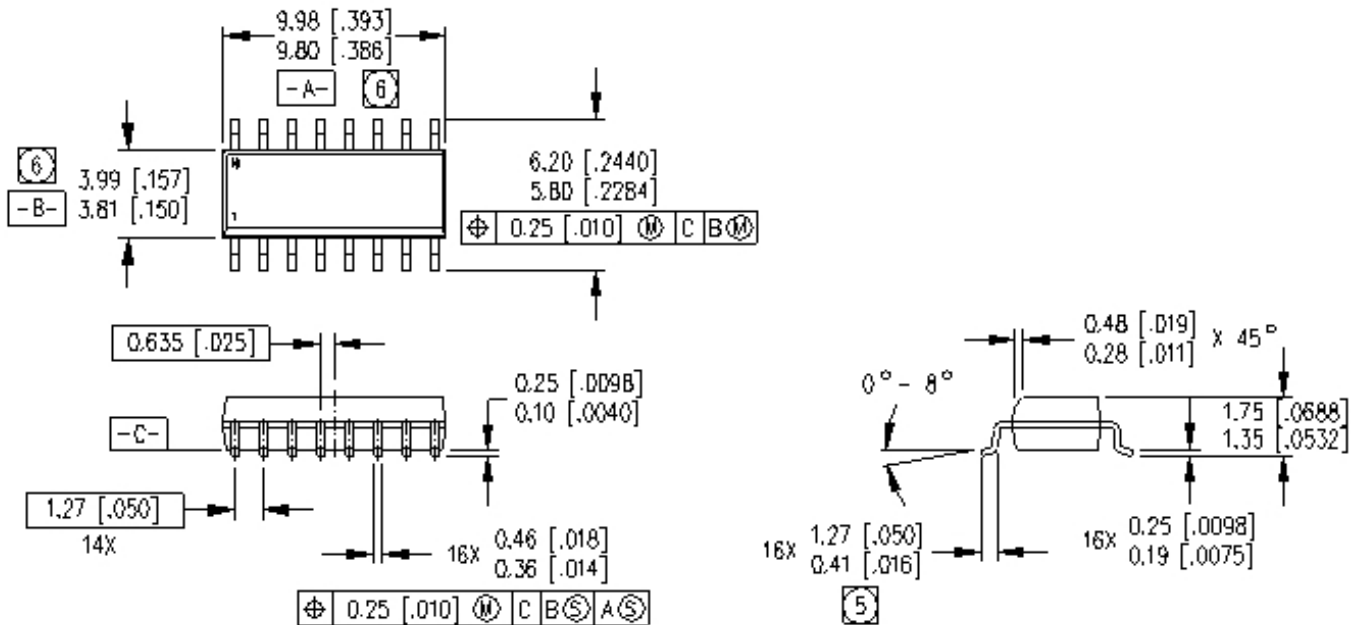 9.98 [.393]
9.80 [.386]
-A- 6
6
3.99 [.157]
-B- 3.81 [.150]
N
1
6.20 [.2440]
5.80 [.2284]
⌖ 0.25 [.010] Ⓜ C B Ⓜ
0.635 [.025]
0.25 [.0098]
0.10 [.0040]
-C-
1.27 [.050]
14X
16X 0.46 [.018]
0.36 [.014]
⌖ 0.25 [.010] Ⓜ C B Ⓢ A Ⓢ
0.48 [.019]
0.28 [.011] X 45°
0° - 8°
1.75 [.0688]
1.35 [.0532]
16X 1.27 [.050]
0.41 [.016]
5
16X 0.25 [.0098]
0.19 [.0075]